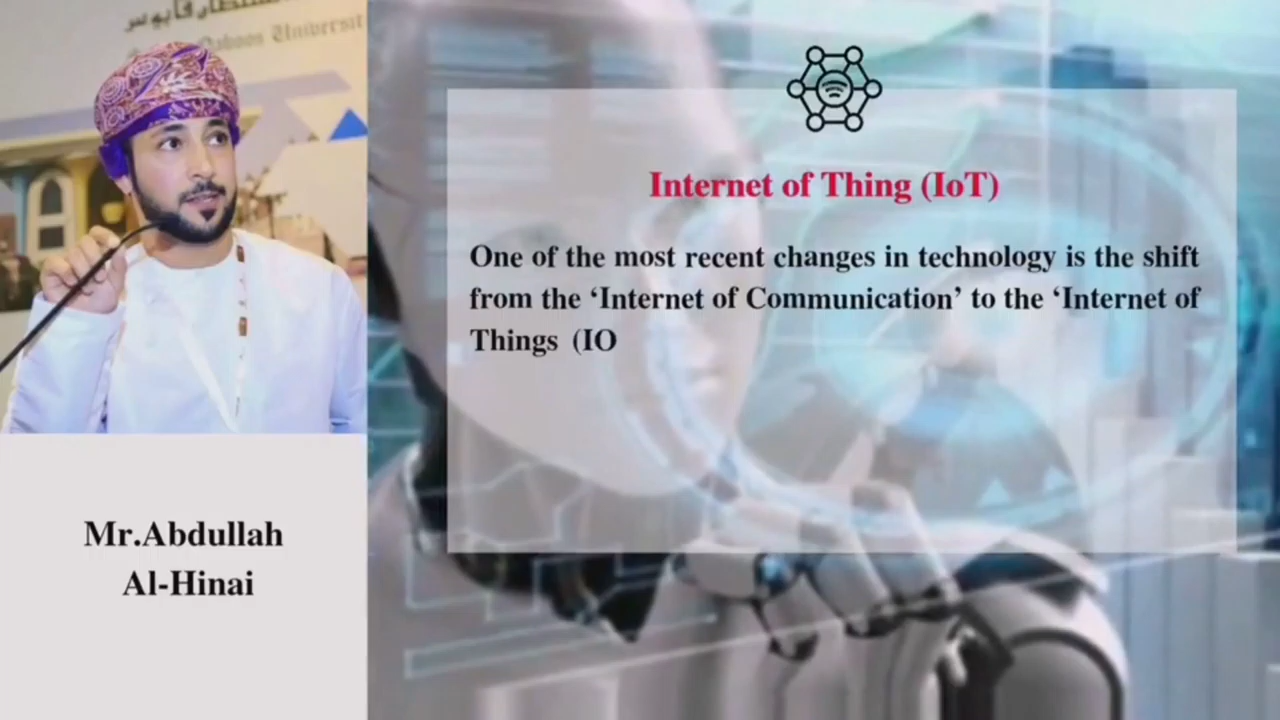 Universit
Mr.Abdullah
Al-Hinai
Internet of Thing (IoT)
One of the most recent changes in technology is the shift
from the ‘Internet of Communication’ to the ‘Internet of
Things (IO